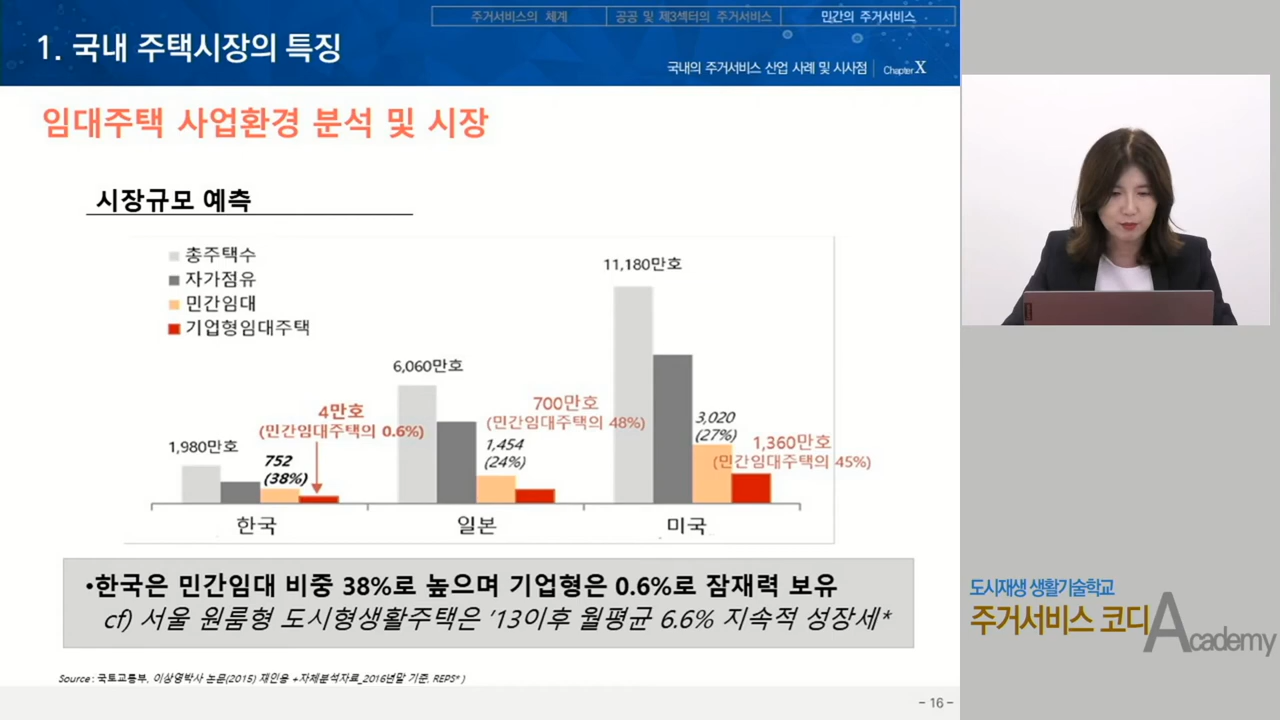 주거서비스의 체계
공공 및 제3섹터의 주거서비스
민간의 주거서비스
1. 국내 주택시장의 특징
국내의 주거서비스 산업 사례 및 시사점 Chapter X
임대주택 사업환경 분석 및 시장
시장규모 예측
총주택수
자가점유
민간임대
기업형임대주택
1,980만호
752
(38%)
4만호
(민간임대주택의 0.6%)
한국
6,060만호
1,454
(24%)
700만호
(민간임대주택의 48%)
일본
11,180만호
3,020
(27%)
1,360만호
(민간임대주택의 45%)
미국
•한국은 민간임대 비중 38%로 높으며 기업형은 0.6%로 잠재력 보유
cf) 서울 원룸형 도시형생활주택은 '13이후 월평균 6.6% 지속적 성장세*
Source : 국토교통부, 이상영박사 논문(2015) 재인용 +자체분석자료_2016년말 기준, REPS* )
- 16 -
도시재생 생활기술학교
주거서비스 코디 Academy